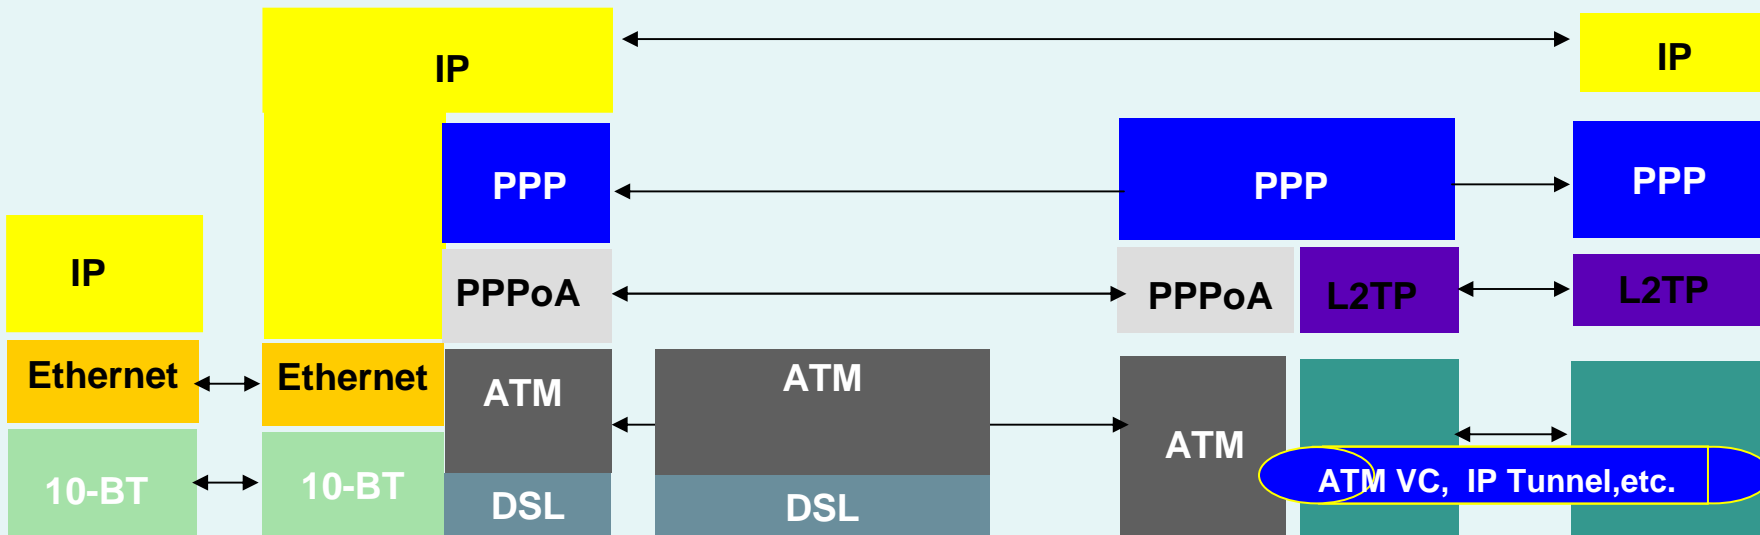 IP
IP
PPP
PPP
PPP
IP
PPPoA
PPPoA
L2TP
L2TP
Ethernet
Ethernet
ATM
ATM
ATM
10-BT
10-BT
DSL
DSL
ATM VC, IP Tunnel,etc.